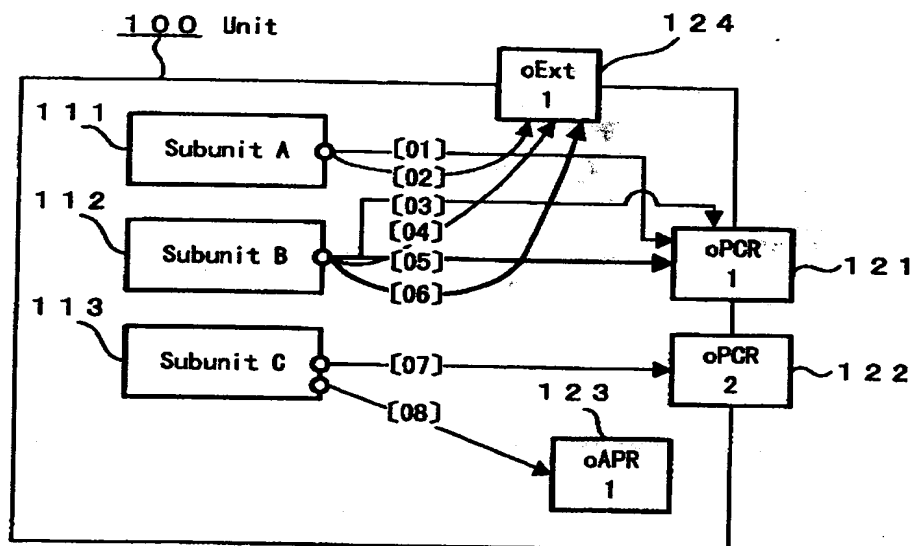 100 Unit
124
oExt
1
111
Subunit A
[01]
[02]
112
[03]
[04]
Subunit B
[05]
[06]
oPCR
1
121
113
Subunit C
[07]
oPCR
2
122
[08]
123
oAPR
1